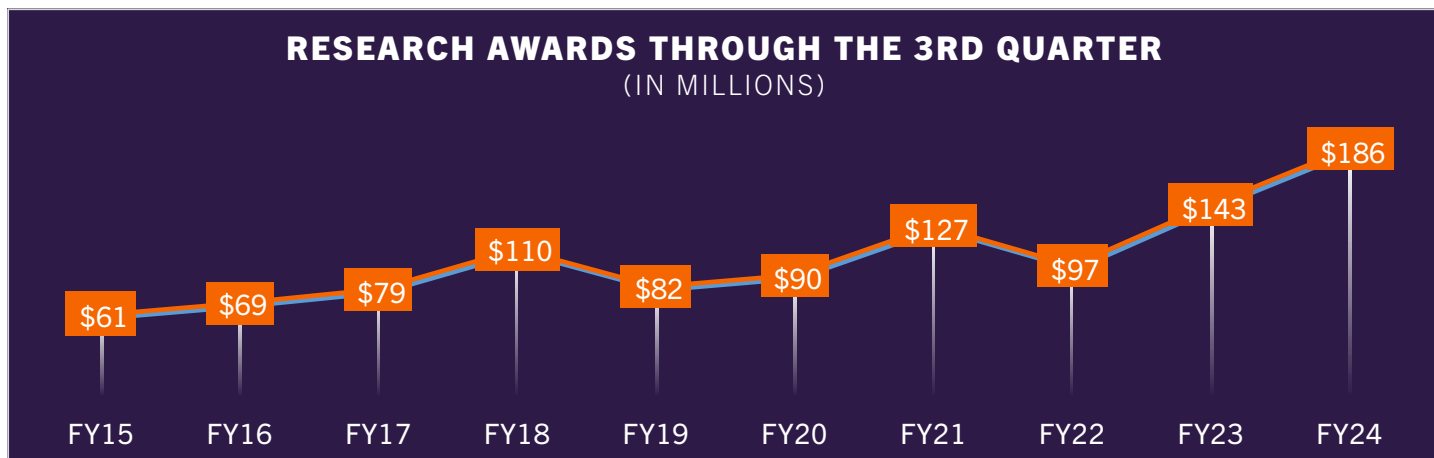 RESEARCH AWARDS THROUGH THE 3RD QUARTER
(IN MILLIONS)
$61 $69 $79 $110 $82 $90 $127 $97 $143 $186
FY15 FY16 FY17 FY18 FY19 FY20 FY21 FY22 FY23 FY24